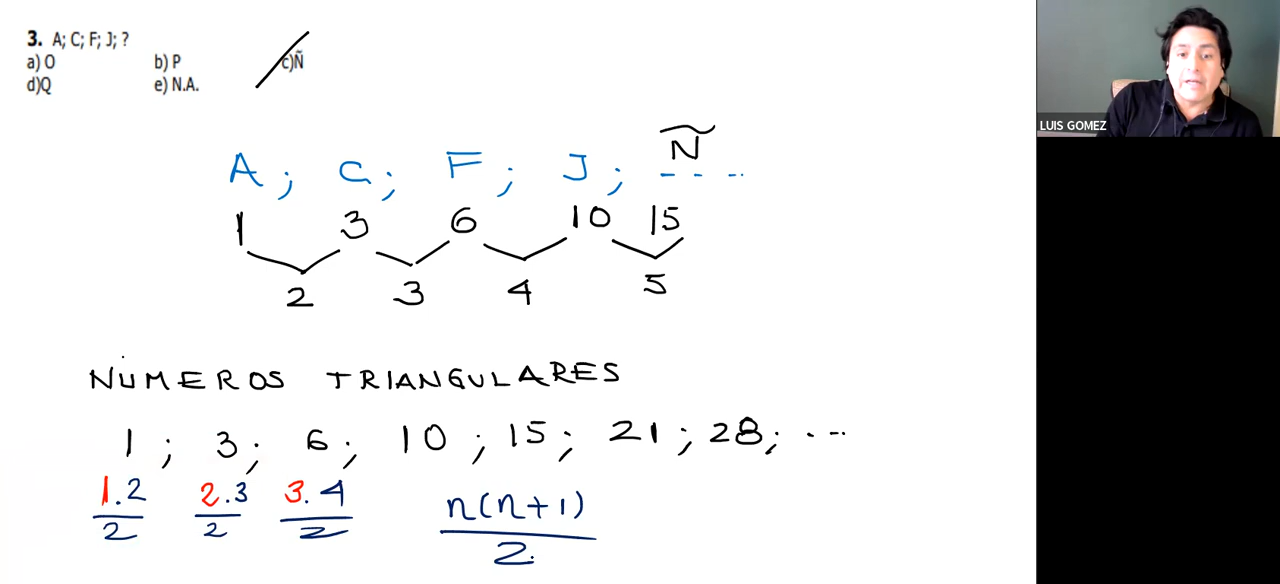 3. A; C; F; J; ?
a) O b) P c)Ñ
d)Q e) N.A.
LUIS GOMEZ
A ; C ; F ; J ; Ñ
1 3 6 10 15
2 3 4 5
NÚMEROS TRIANGULARES
1 ; 3 ; 6 ; 10 ; 15 ; 21 ; 28 ; ...
1.2/2 2.3/2 3.4/2 n(n+1)/2